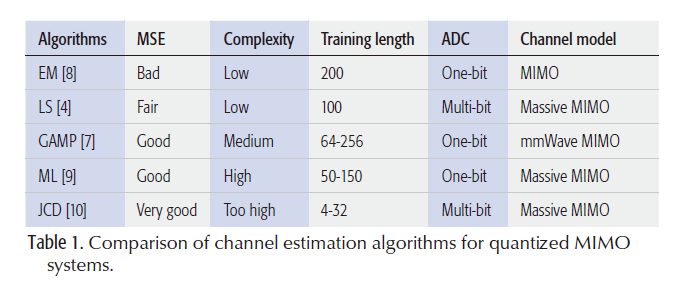 Algorithms MSE Complexity Training length ADC Channel model
EM [8] Bad Low 200 One-bit MIMO
LS [4] Fair Low 100 Multi-bit Massive MIMO
GAMP [7] Good Medium 64-256 One-bit mmWave MIMO
ML [9] Good High 50-150 One-bit Massive MIMO
JCD [10] Very good Too high 4-32 Multi-bit Massive MIMO
Table 1. Comparison of channel estimation algorithms for quantized MIMO
systems.